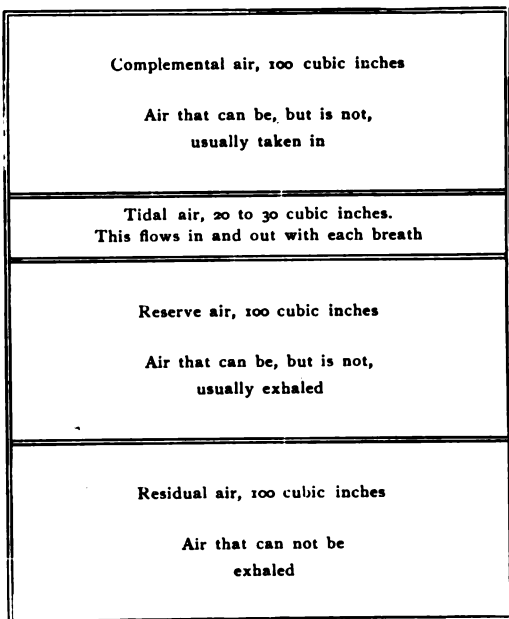 Complemental air, 100 cubic inches
Air that can be, but is not,
usually taken in
Tidal air, 20 to 30 cubic inches.
This flows in and out with each breath
Reserve air, 100 cubic inches
Air that can be, but is not,
usually exhaled
Residual air, 100 cubic inches
Air that can not be
exhaled